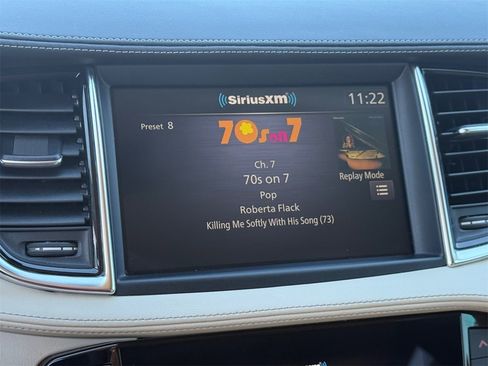 SiriusXM
11:22
Preset 8
70s on 7
Ch. 7
70s on 7
Pop
Replay Mode
Roberta Flack
Killing Me Softly With His Song (73)